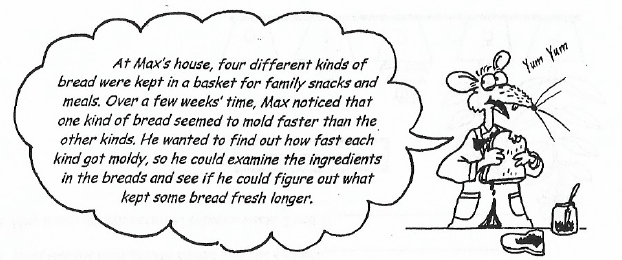 At Max's house, four different kinds of
bread were kept in a basket for family snacks and
meals. Over a few weeks' time, Max noticed that
one kind of bread seemed to mold faster than the
other kinds. He wanted to find out how fast each
kind got moldy, so he could examine the ingredients
in the breads and see if he could figure out what
kept some bread fresh longer.
Yum Yum